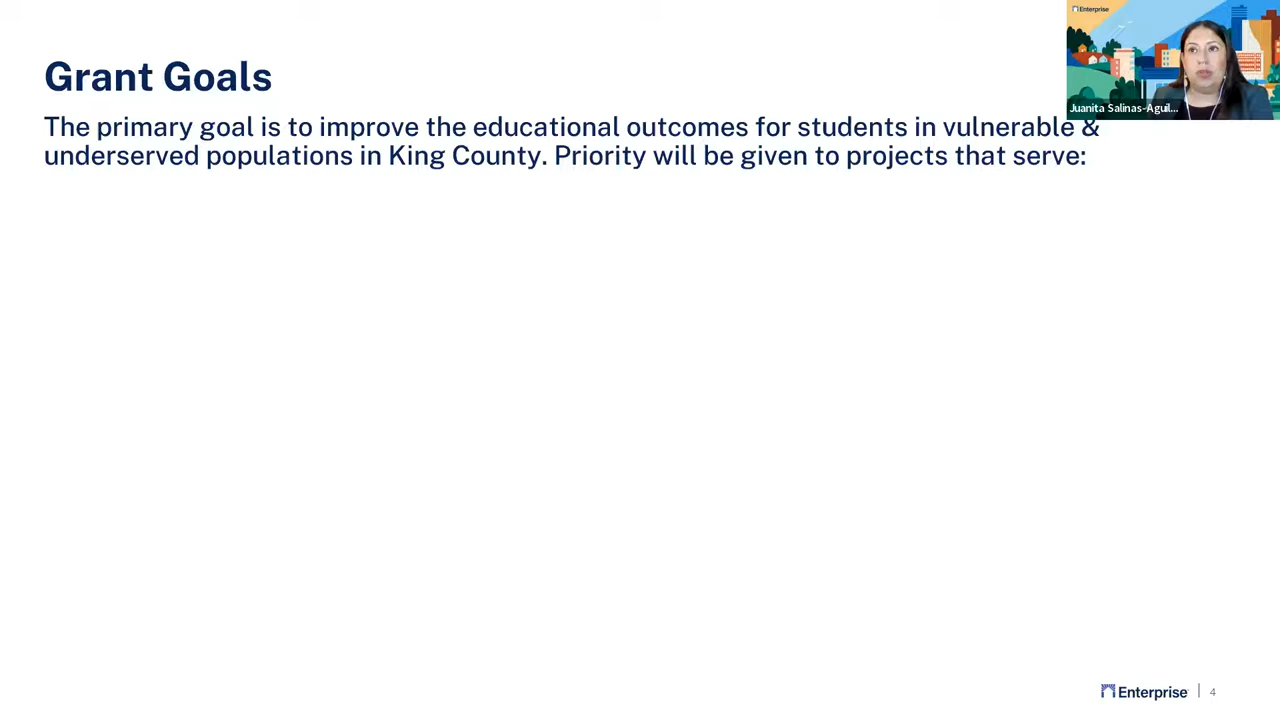 Enterprise
Grant Goals
Juanita Salinas-Aguil...
The primary goal is to improve the educational outcomes for students in vulnerable &
underserved populations in King County. Priority will be given to projects that serve:
Enterprise
4